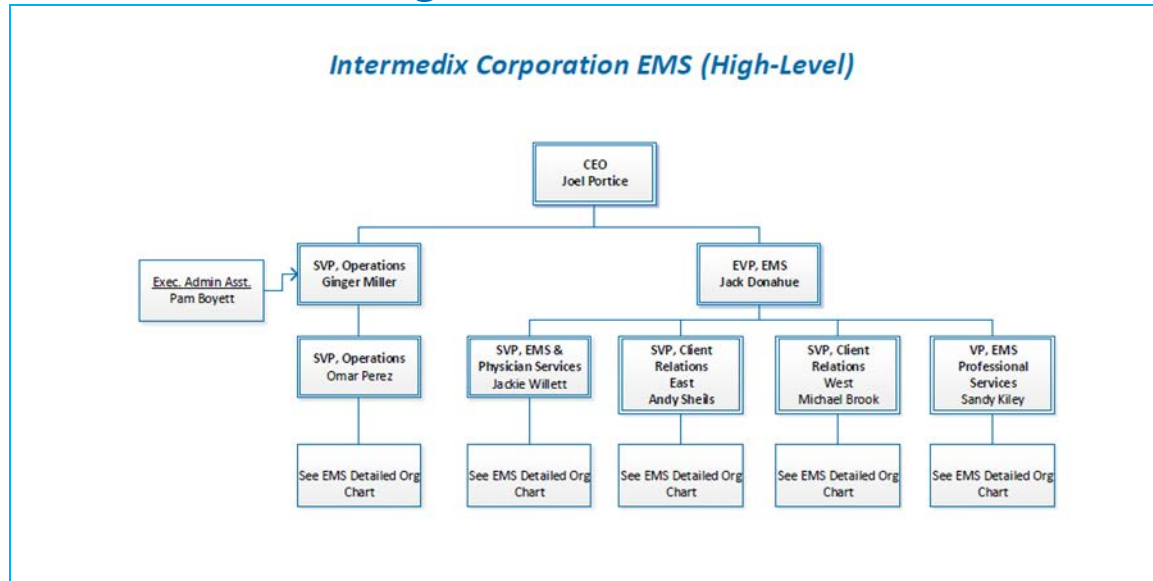 Intermedix Corporation EMS (High-Level)
CEO
Joel Portice
SVP, Operations
Ginger Miller
EVP, EMS
Jack Donahue
Exec. Admin Asst.
Pam Boyett
SVP, Operations
Omar Perez
SVP, EMS &
Physician Services
Jackie Willett
SVP, Client
Relations
East
Andy Sheils
SVP, Client
Relations
West
Michael Brook
VP, EMS
Professional
Services
Sandy Kiley
See EMS Detailed Org
Chart
See EMS Detailed Org
Chart
See EMS Detailed Org
Chart
See EMS Detailed Org
Chart
See EMS Detailed Org
Chart